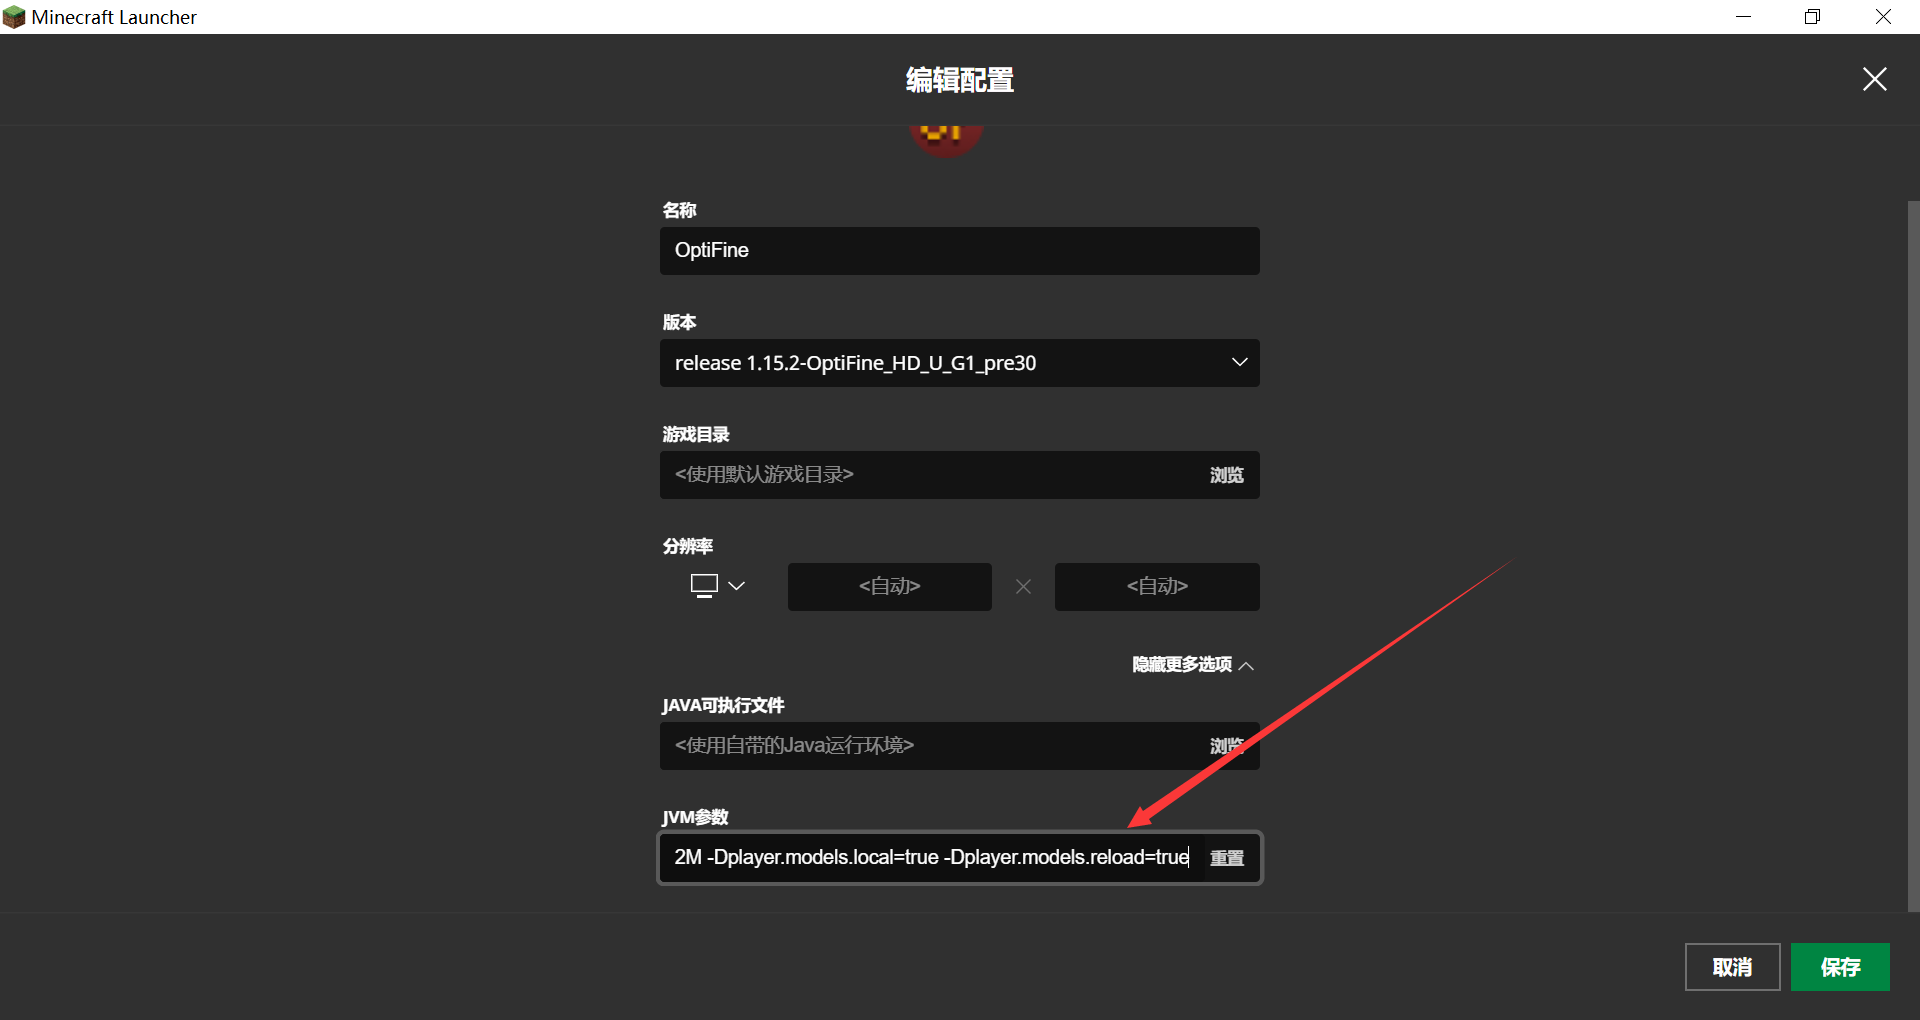 Minecraft Launcher
编辑配置
名称
OptiFine
版本
release 1.15.2-OptiFine_HD_U_G1_pre30
游戏目录
<使用默认游戏目录> 浏览
分辨率
<自动> <自动>
隐藏更多选项
JAVA可执行文件
<使用自带的Java运行环境> 浏览
JVM参数
2M -Dplayer.models.local=true -Dplayer.models.reload=true 重置
取消 保存